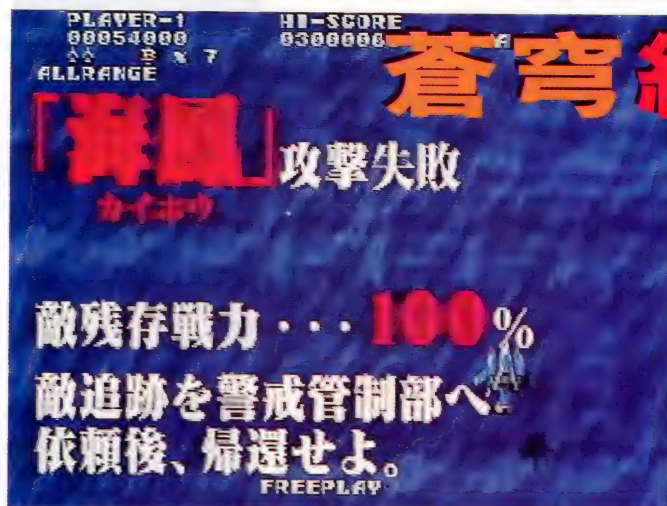 PLAYER-1 HI-SCORE
00054000 0300000 A
B × 7
ALLRANGE
蒼穹紅
「海鳳」攻撃失敗
カイホウ
敵残存戦力・・・100%
敵追跡を警戒管制部へ
依頼後、帰還せよ。
FREEPLAY